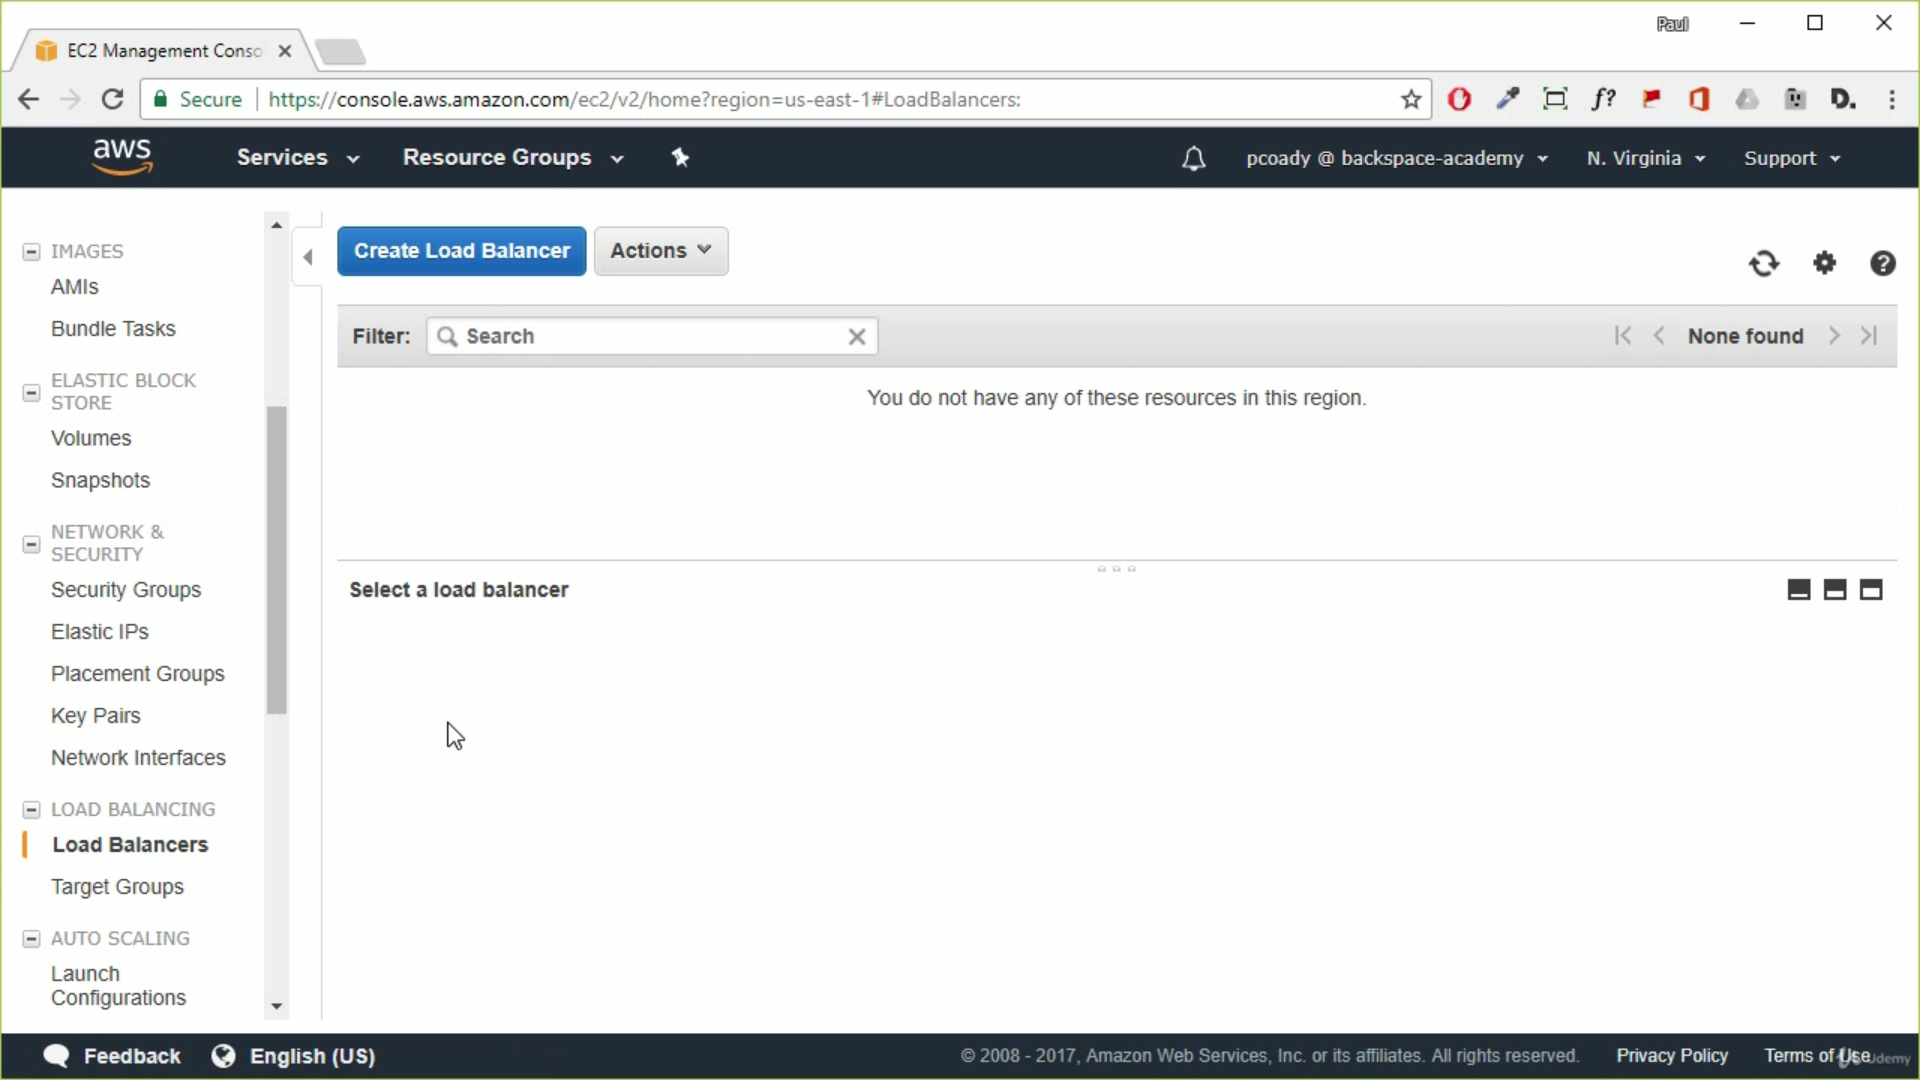 Paul
EC2 Management Conso
Secure
https://console.aws.amazon.com/ec2/v2/home?region=us-east-1#LoadBalancers:
f?
D.
aws
Services
Resource Groups
pcoady @ backspace-academy
N. Virginia
Support
IMAGES
AMIs
Bundle Tasks
ELASTIC BLOCK
STORE
Volumes
Snapshots
NETWORK &
SECURITY
Security Groups
Elastic IPs
Placement Groups
Key Pairs
Network Interfaces
LOAD BALANCING
Load Balancers
Target Groups
AUTO SCALING
Launch
Configurations
Create Load Balancer
Actions
Filter:
Search
None found
You do not have any of these resources in this region.
Select a load balancer
Feedback
English (US)
© 2008 - 2017, Amazon Web Services, Inc. or its affiliates. All rights reserved.
Privacy Policy
Terms of Use
Udemy